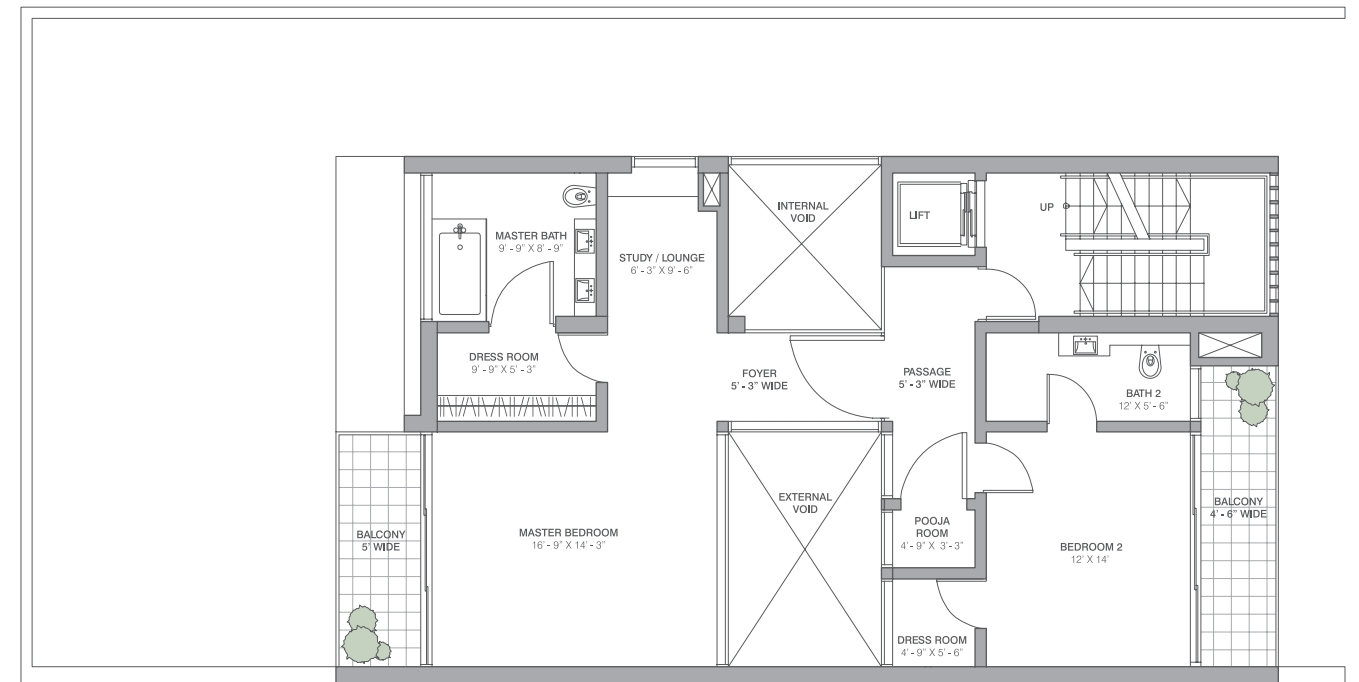 INTERNAL
VOID
LIFT
UP
MASTER BATH
9' - 9" X 8' - 9"
STUDY / LOUNGE
6' - 3" X 9' - 6"
DRESS ROOM
9' - 9" X 5' - 3"
FOYER
5' - 3" WIDE
PASSAGE
5' - 3" WIDE
BATH 2
12' X 5' - 6"
EXTERNAL
VOID
BALCONY
4' - 6" WIDE
BALCONY
5' WIDE
MASTER BEDROOM
16' - 9" X 14' - 3"
POOJA
ROOM
4' - 9" X 3' - 3"
BEDROOM 2
12' X 14'
DRESS ROOM
4' - 9" X 5' - 6"